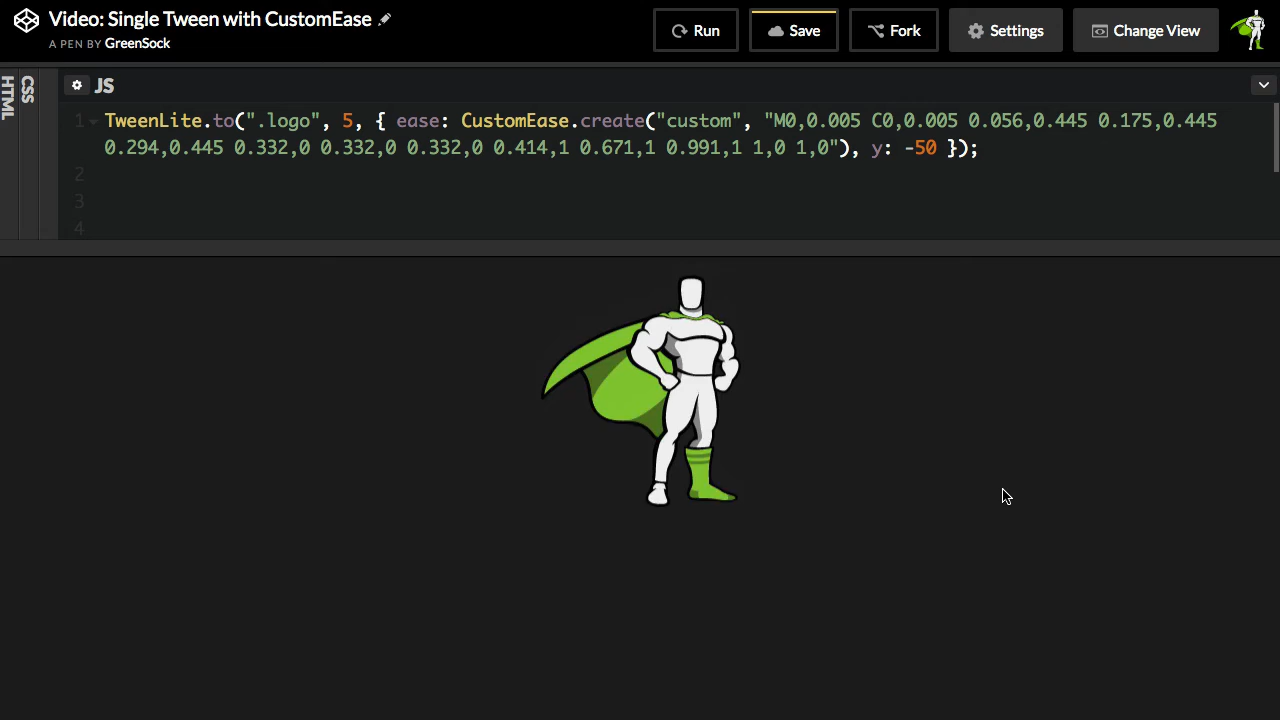 Video: Single Tween with CustomEase
A PEN BY GreenSock
Run
Save
Fork
Settings
Change View
HTML
CSS
JS
1 TweenLite.to(".logo", 5, { ease: CustomEase.create("custom", "M0,0.005 C0,0.005 0.056,0.445 0.175,0.445
0.294,0.445 0.332,0 0.332,0 0.332,0 0.414,1 0.671,1 0.991,1 1,0 1,0"), y: -50 });
2
3
4